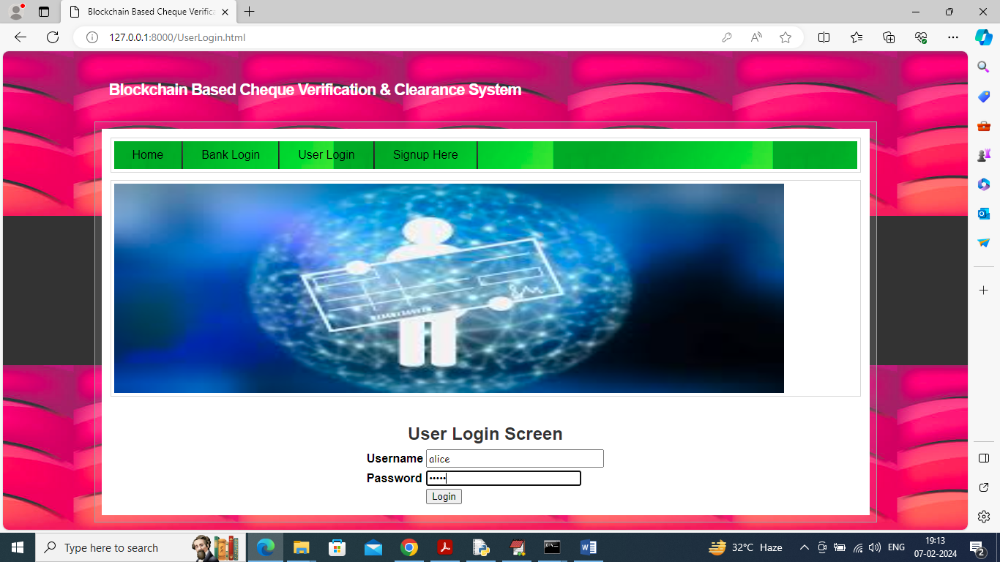 Blockchain Based Cheque Verifica
127.0.0.1:8000/UserLogin.html
Blockchain Based Cheque Verification & Clearance System
Home Bank Login User Login Signup Here
User Login Screen
Username alice
Password •••••
Login
Type here to search
32°C Haze
ENG
19:13
07-02-2024
2